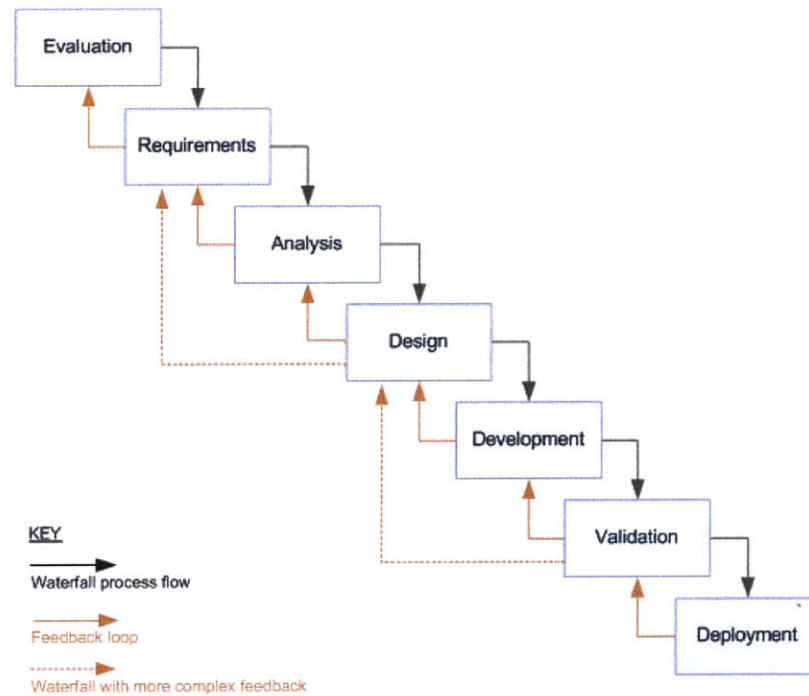 Evaluation
Requirements
Analysis
Design
Development
Validation
Deployment
KEY
Waterfall process flow
Feedback loop
Waterfall with more complex feedback